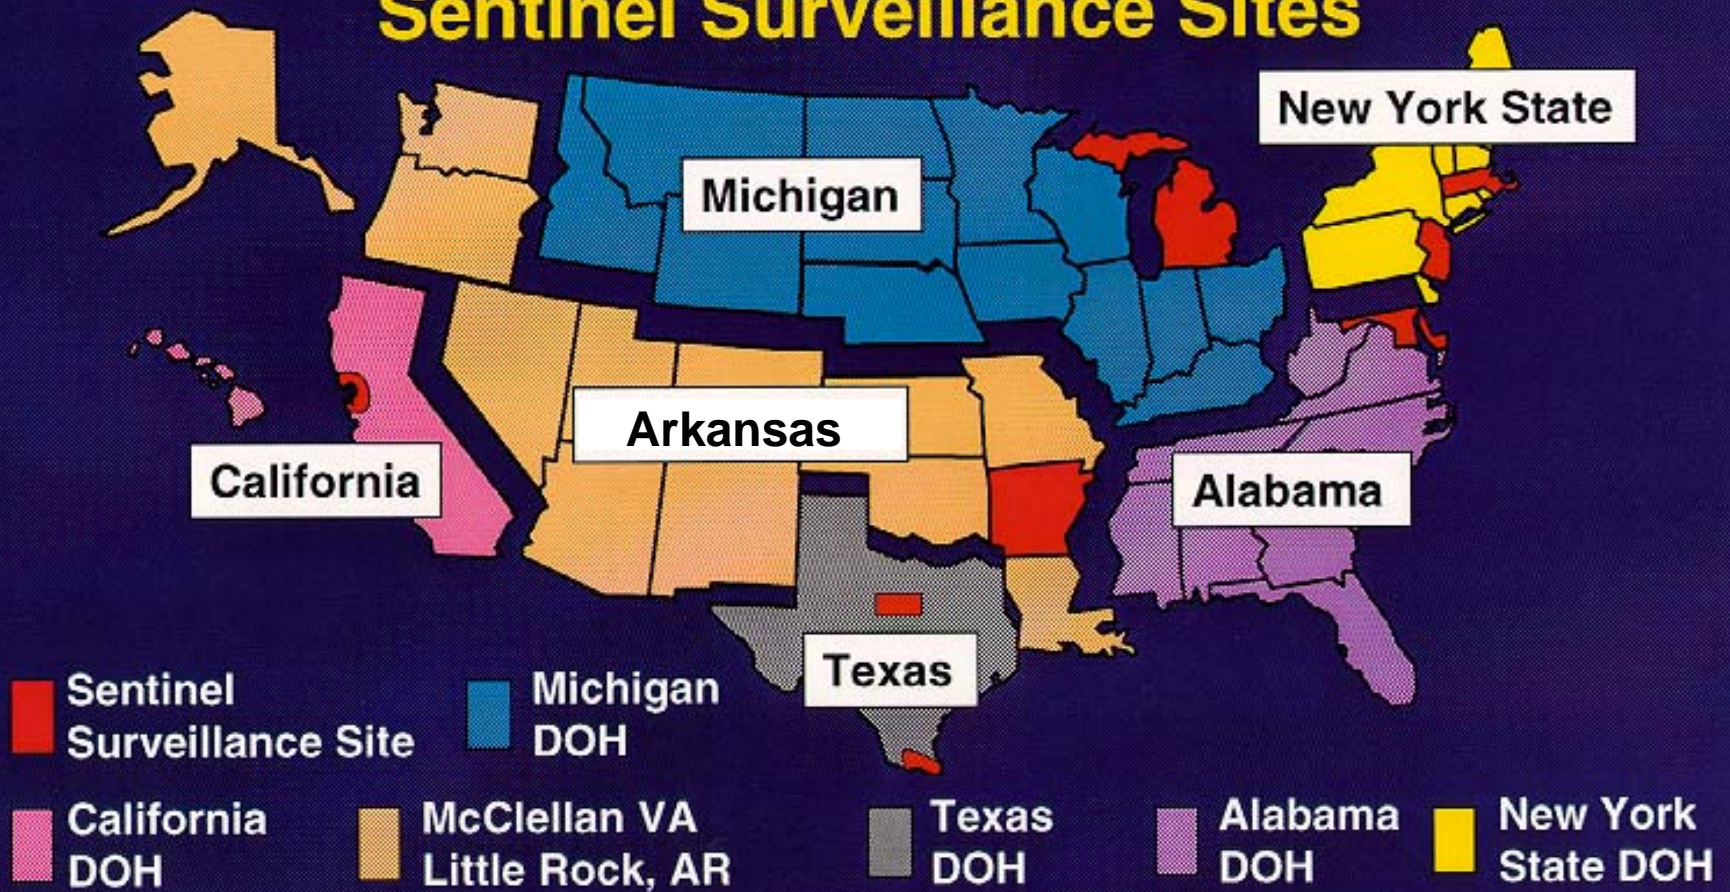 Sentinel Surveillance Sites
New York State
Michigan
Arkansas
California
Alabama
Texas
Sentinel
Surveillance Site
Michigan
DOH
California
DOH
McClellan VA
Little Rock, AR
Texas
DOH
Alabama
DOH
New York
State DOH